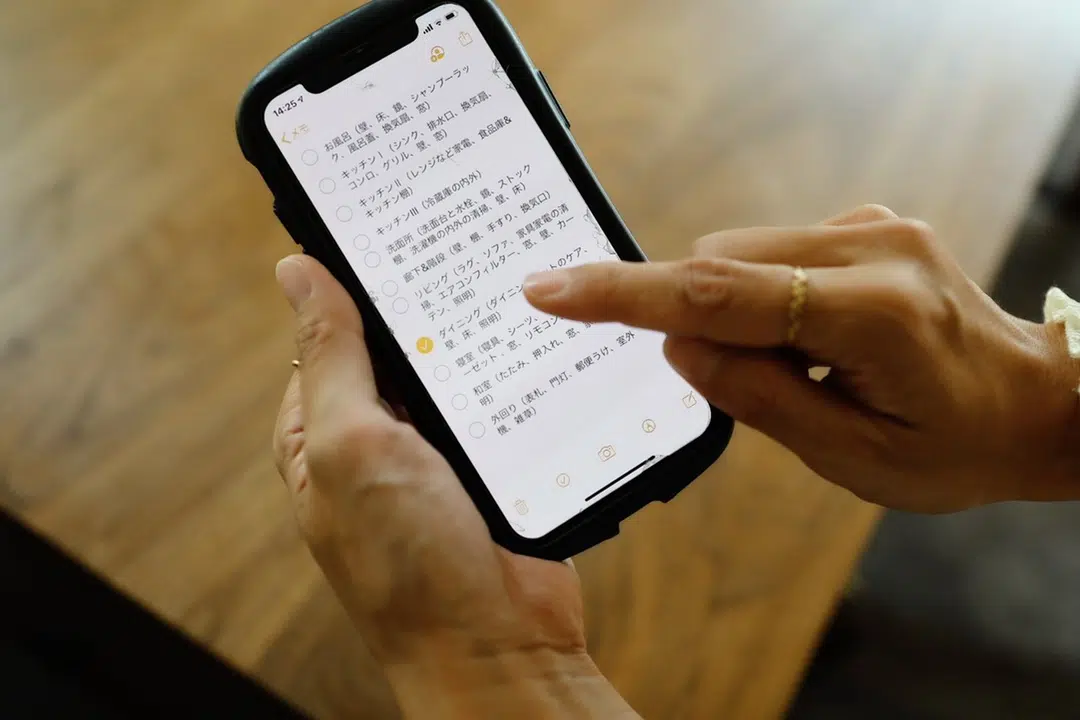 14:25
メモ
お風呂(壁、床、鏡、シャンプーラッ
ク、風呂蓋、換気扇、窓)
キッチンⅠ(シンク、排水口、換気扇、
コンロ、グリル、壁、窓)
キッチンⅡ(レンジなど家電、食品庫&
キッチン棚)
キッチンⅢ(冷蔵庫の内外)
洗面所(洗面台と水栓、鏡、ストック
棚、洗濯機の内外の清掃、壁、床)
廊下&階段(壁、棚、手すり、換気口)
リビング(ラグ、ソファ、家具家電の清
掃、エアコンフィルター、窓、壁、カー
テン、照明)
ダイニング(ダイニン ットのケア、
壁、床、照明)
寝室(寝具、シーツ、
ーゼット、窓、リモコン
和室(たたみ、押入れ、窓、
明)
外回り(表札、門灯、郵便うけ、室外
機、雑草)